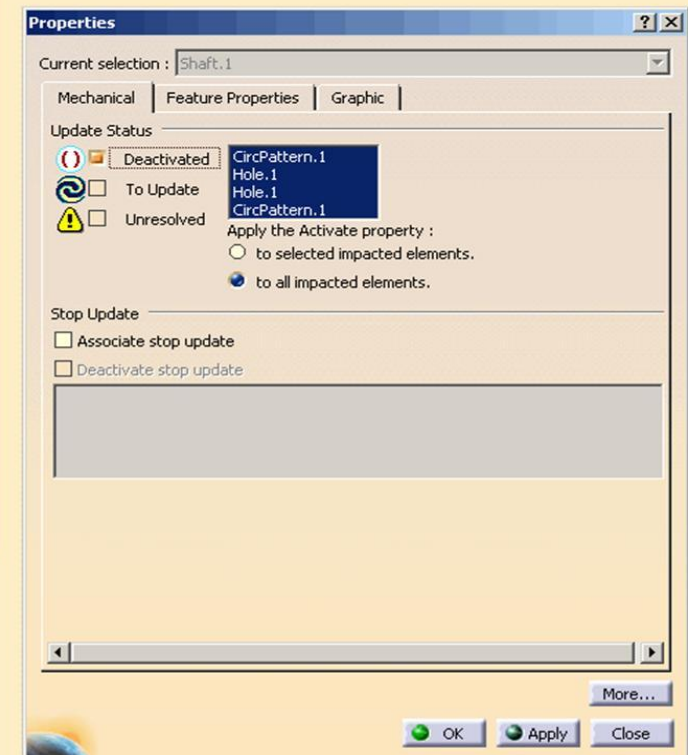 Properties
Current selection : Shaft.1
Mechanical Feature Properties Graphic
Update Status
Deactivated
To Update
Unresolved
CircPattern.1
Hole.1
Hole.1
CircPattern.1
Apply the Activate property :
to selected impacted elements.
to all impacted elements.
Stop Update
Associate stop update
Deactivate stop update
More...
OK Apply Close